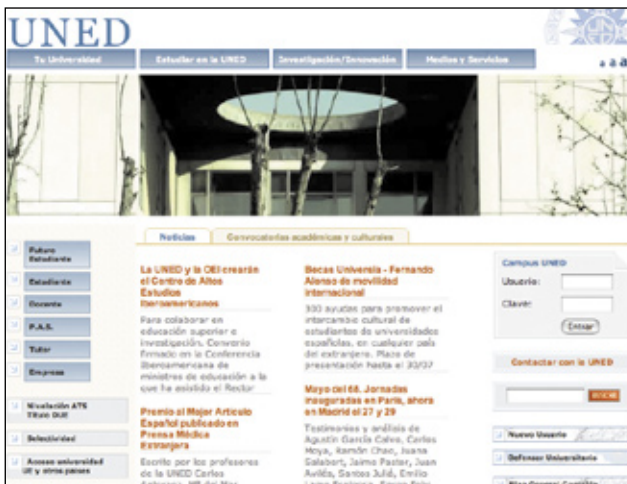 UNED
Tu Universidad
Estudiar en la UNED
Investigación/Innovación
Medios y Servicios
a a a
Noticias
Convocatorias académicas y culturales
Futuro
Estudiante
Estudiante
Docente
P.A.S.
Tutor
Empresa
Nivelación ATS
Título DUE
Selectividad
Acceso universidad
UE y otros países
La UNED y la OEI crearán
el Centro de Altos
Estudios
Iberoamericanos
Para colaborar en
educación superior e
investigación. Convenio
firmado en la Conferencia
Iberoamericana de
ministros de educación a la
que ha asistido el Rector
Premio al Mejor Artículo
Español publicado en
Prensa Médica
Extranjera
Escrito por los profesores
de la UNED Carlos
Becas Universia - Fernando
Alonso de movilidad
internacional
300 ayudas para promover el
intercambio cultural de
estudiantes de universidades
españolas, en cualquier país
del extranjero. Plazo de
presentación hasta el 30/07
Mayo del 68. Jornadas
inauguradas en París, ahora
en Madrid el 27 y 29
Testimonios y análisis de
Agustín García Calvo, Carlos
Moya, Ramón Chao, Juana
Salabert, Jaime Pastor, Juan
Avilés, Santos Juliá, Emilio
Campus UNED
Usuario:
Clave:
Entrar
Contactar con la UNED
BUSCAR
Nuevo Usuario
Defensor Universitario